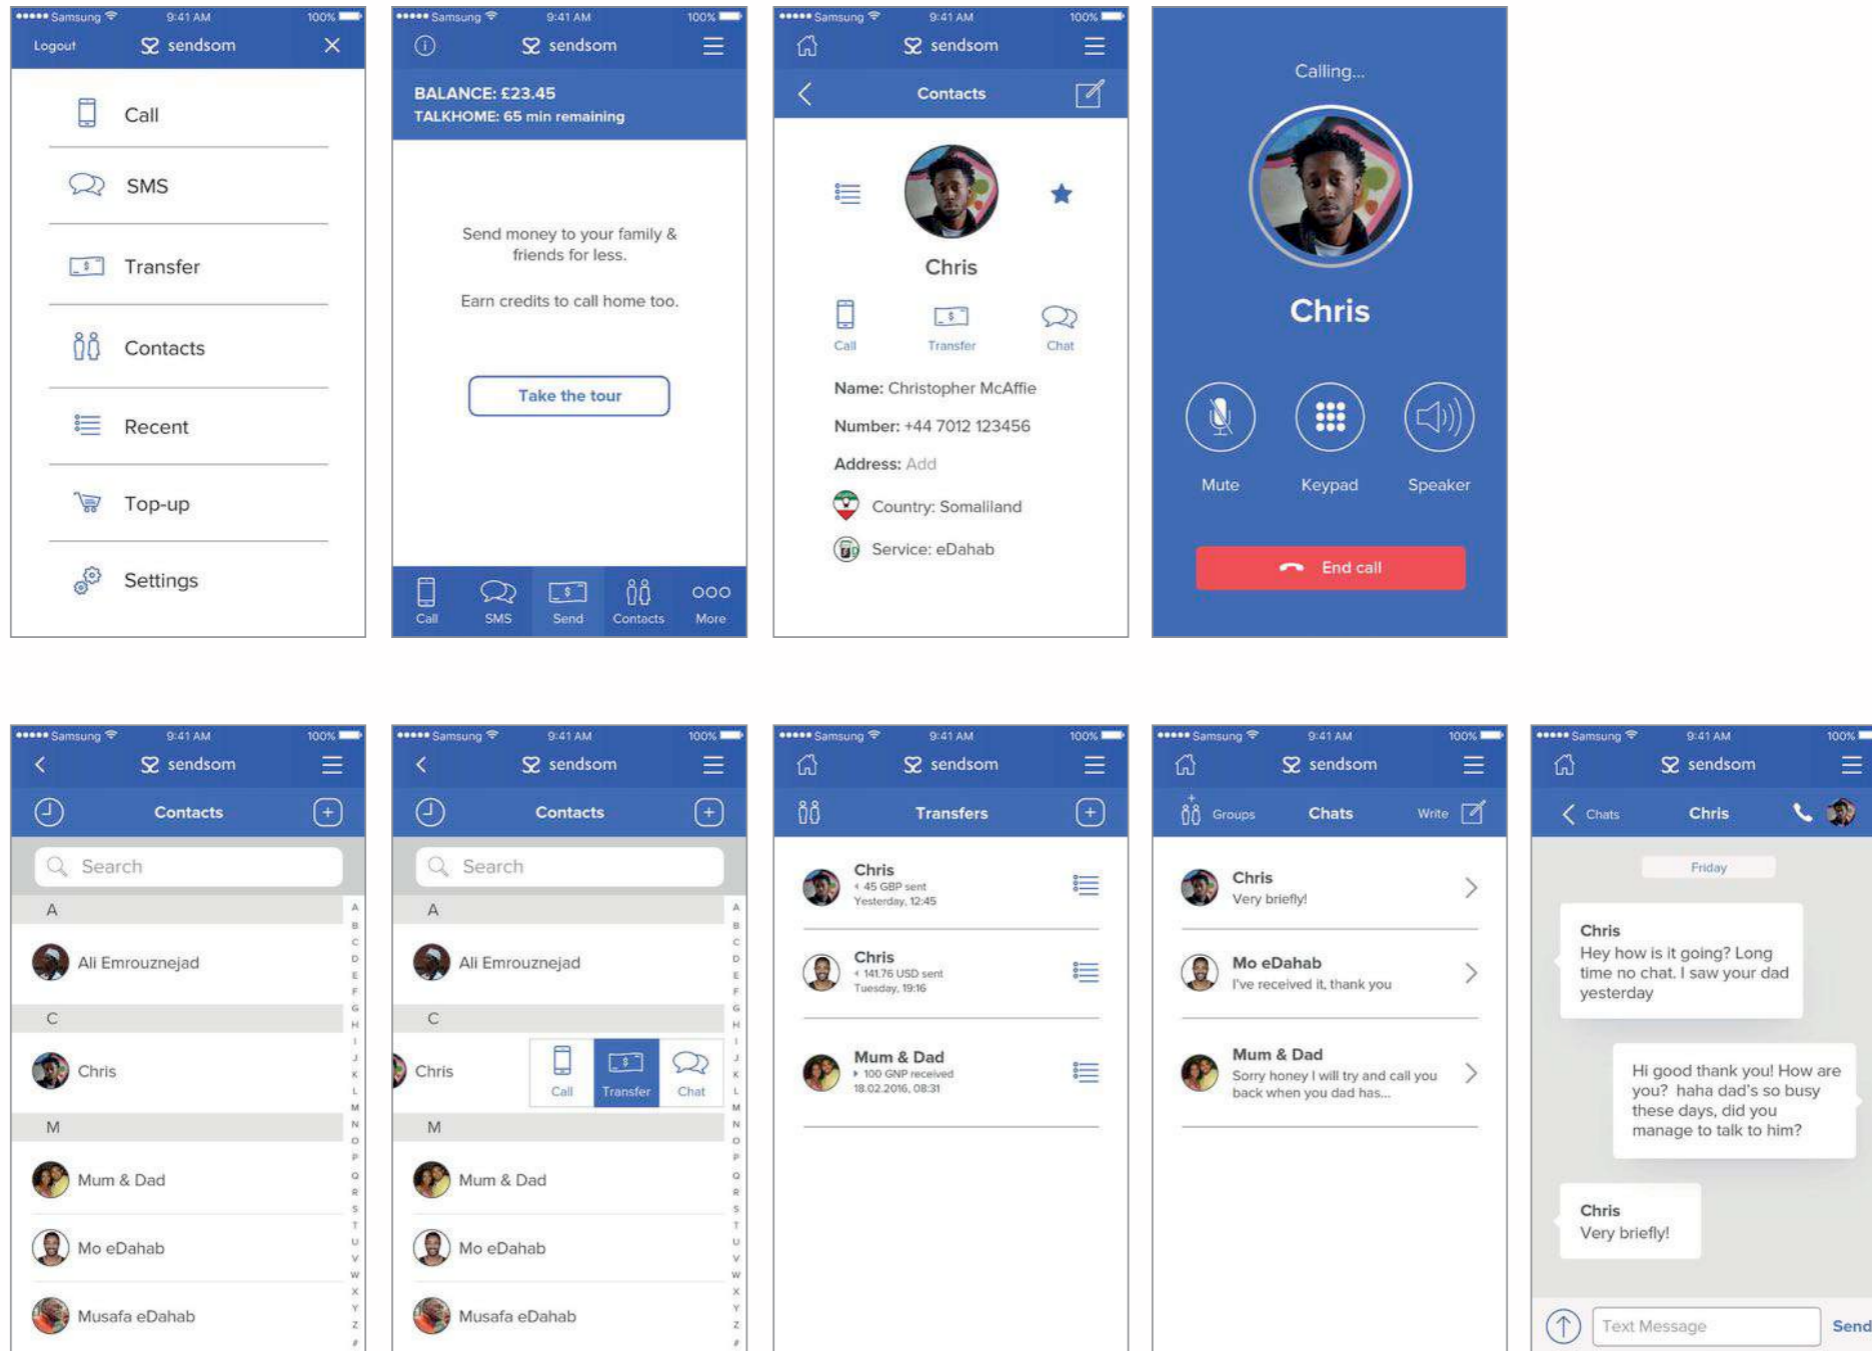 Samsung 9:41 AM 100%
Logout sendsom
Call
SMS
Transfer
Contacts
Recent
Top-up
Settings
Samsung 9:41 AM 100%
sendsom
BALANCE: £23.45
TALKHOME: 65 min remaining
Send money to your family &
friends for less.
Earn credits to call home too.
Take the tour
Call SMS Send Contacts More
Samsung 9:41 AM 100%
sendsom
Contacts
Chris
Call Transfer Chat
Name: Christopher McAffie
Number: +44 7012 123456
Address: Add
Country: Somaliland
Service: eDahab
Calling...
Chris
Mute Keypad Speaker
End call
Samsung 9:41 AM 100%
sendsom
Contacts
Search
A
Ali Emrouznejad
C
Chris
M
Mum & Dad
Mo eDahab
Musafa eDahab
A
B
C
D
E
F
G
H
I
J
K
L
M
N
O
P
Q
R
S
T
U
V
W
X
Y
Z
#
Samsung 9:41 AM 100%
sendsom
Contacts
Search
A
Ali Emrouznejad
C
Chris Call Transfer Chat
M
Mum & Dad
Mo eDahab
Musafa eDahab
A
B
C
D
E
F
G
H
I
J
K
L
M
N
O
P
Q
R
S
T
U
V
W
X
Y
Z
#
Samsung 9:41 AM 100%
sendsom
Transfers
Chris
45 GBP sent
Yesterday, 12:45
Chris
141.76 USD sent
Tuesday, 19:16
Mum & Dad
100 GNP received
18.02.2016, 08:31
Samsung 9:41 AM 100%
sendsom
Groups Chats Write
Chris
Very briefly!
Mo eDahab
I've received it, thank you
Mum & Dad
Sorry honey I will try and call you
back when you dad has...
Samsung 9:41 AM 100%
sendsom
Chats Chris
Friday
Chris
Hey how is it going? Long
time no chat. I saw your dad
yesterday
Hi good thank you! How are
you? haha dad's so busy
these days, did you
manage to talk to him?
Chris
Very briefly!
Text Message Send